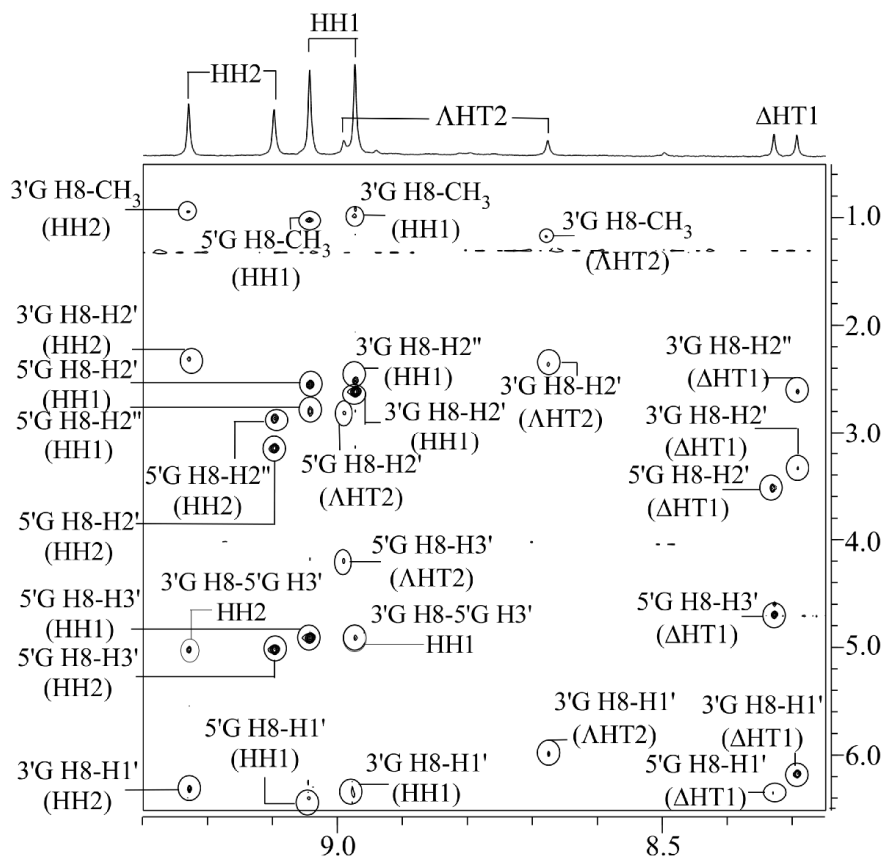 HH1
HH2
ΛHT2
ΔHT1
3'G H8-CH3
(HH2)
5'G H8-CH3
(HH1)
3'G H8-CH3
(HH1)
3'G H8-CH3
(ΛHT2)
1.0
2.0
3.0
4.0
5.0
6.0
3'G H8-H2'
(HH2)
5'G H8-H2'
(HH1)
5'G H8-H2"
(HH1)
3'G H8-H2"
(HH1)
3'G H8-H2'
(HH1)
3'G H8-H2'
(ΛHT2)
3'G H8-H2"
(ΔHT1)
3'G H8-H2'
(ΔHT1)
5'G H8-H2'
(ΔHT1)
5'G H8-H2"
(HH2)
5'G H8-H2'
(ΛHT2)
5'G H8-H2'
(HH2)
5'G H8-H3'
(ΛHT2)
3'G H8-5'G H3'
HH2
5'G H8-H3'
(HH1)
3'G H8-5'G H3'
HH1
5'G H8-H3'
(ΔHT1)
5'G H8-H3'
(HH2)
5'G H8-H1'
(HH1)
3'G H8-H1'
(ΛHT2)
3'G H8-H1'
(ΔHT1)
3'G H8-H1'
(HH2)
3'G H8-H1'
(HH1)
5'G H8-H1'
(ΔHT1)
9.0
8.5